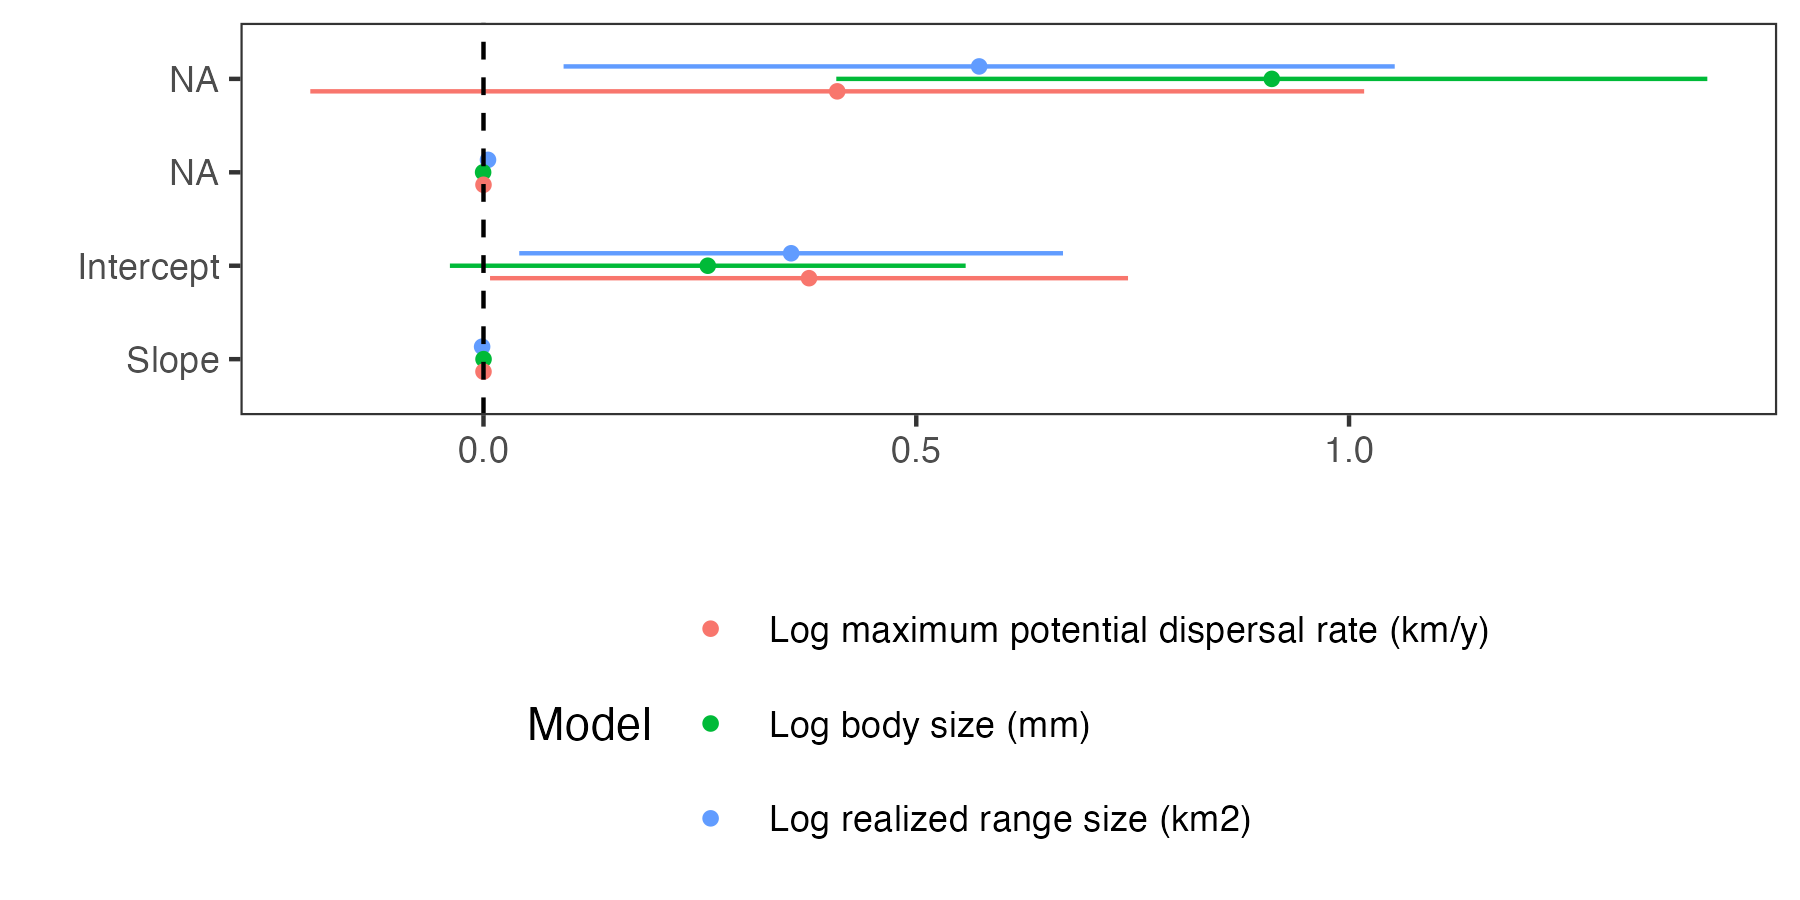 NA
NA
Intercept
Slope
0.0 0.5 1.0
Log maximum potential dispersal rate (km/y)
Model
Log body size (mm)
Log realized range size (km2)